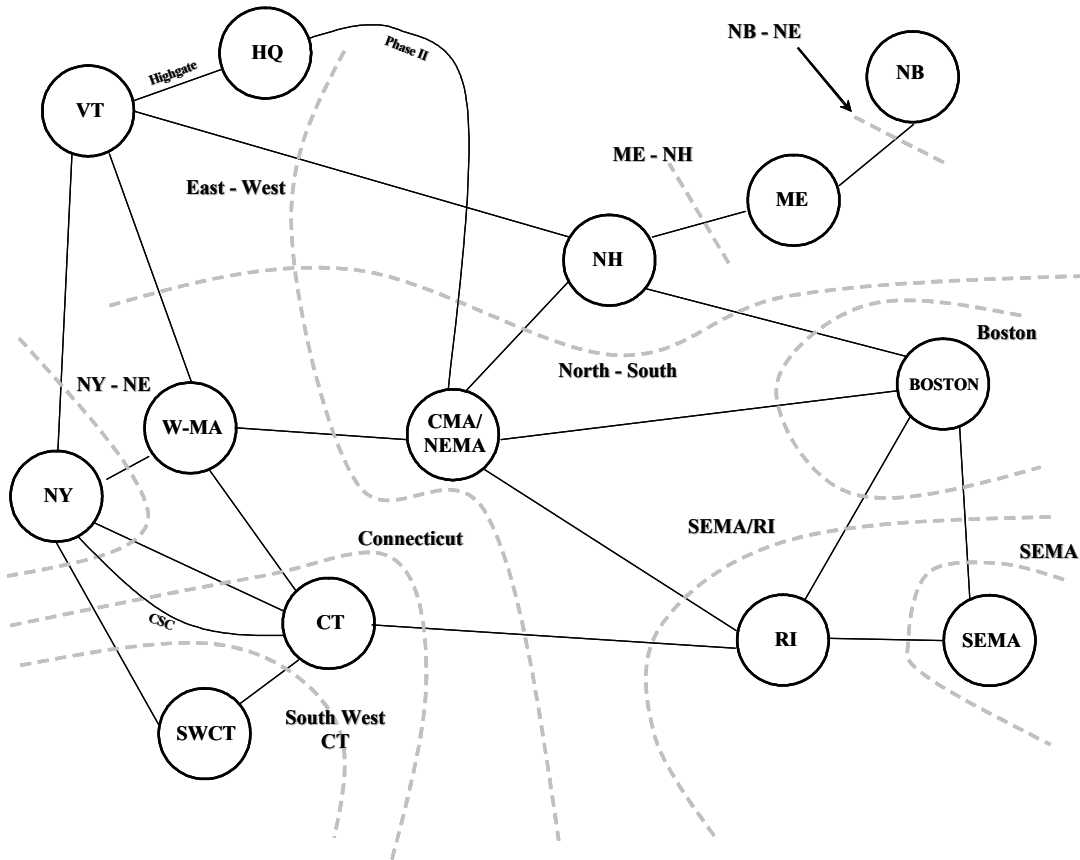 NB - NE
HQ
Phase II
Highgate
NB
VT
ME - NH
East - West
ME
NH
Boston
North - South
NY - NE
BOSTON
W-MA
CMA/
NEMA
NY
SEMA/RI
Connecticut
SEMA
CSC
CT
RI
SEMA
South West
CT
SWCT